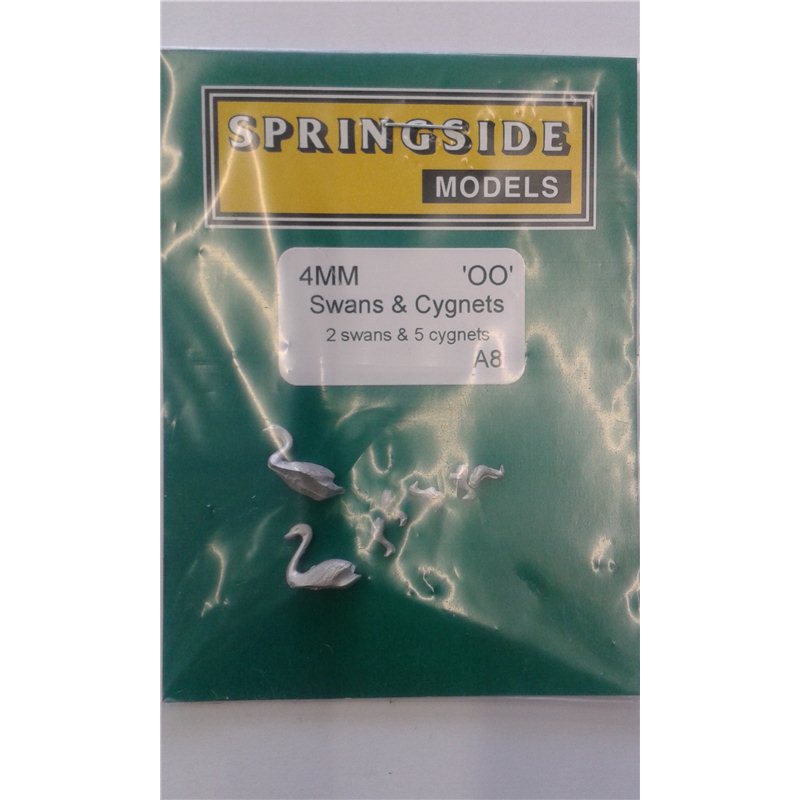 SPRINGSIDE
MODELS
4MM 'OO'
Swans & Cygnets
2 swans & 5 cygnets
A8